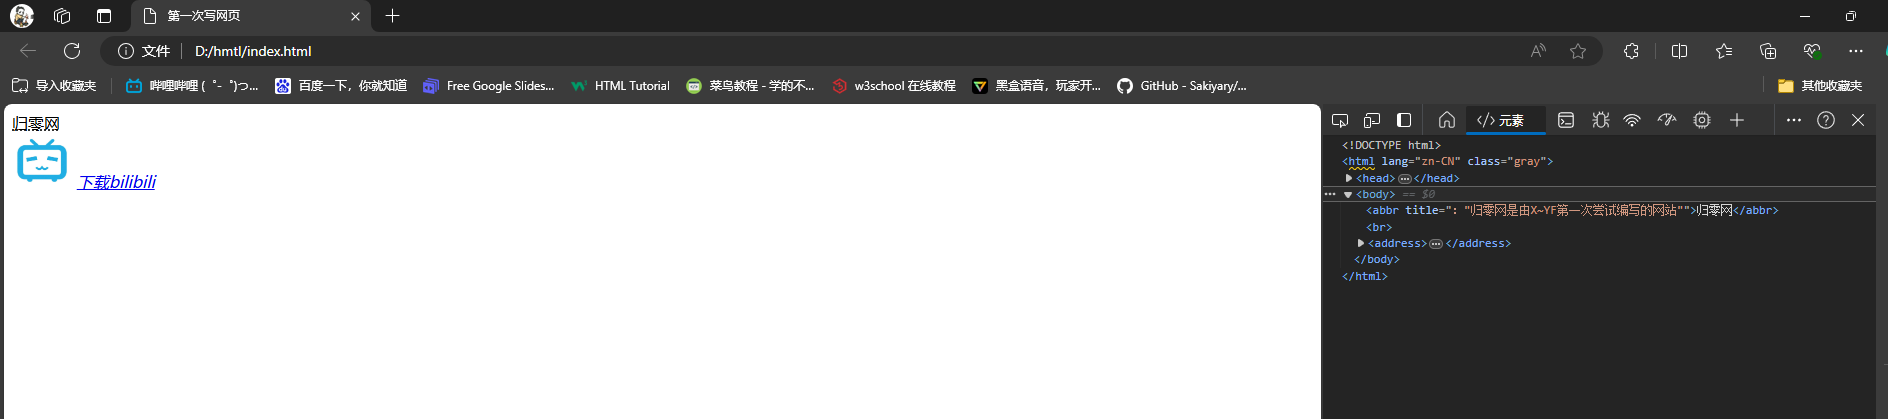 第一次写网页
文件 D:/hmtl/index.html
导入收藏夹 哔哩哔哩 (゜-゜)つ... 百度一下，你就知道 Free Google Slides... HTML Tutorial 菜鸟教程 - 学的不... w3school 在线教程 黑盒语音，玩家开... GitHub - Sakiyary/... 其他收藏夹
归零网
下载bilibili
</> 元素
<!DOCTYPE html>
<html lang="zn-CN" class="gray">
<head> ... </head>
... <body> == $0
<abbr title=": "归零网是由X~YF第一次尝试编写的网站"">归零网</abbr>
<br>
<address> ... </address>
</body>
</html>